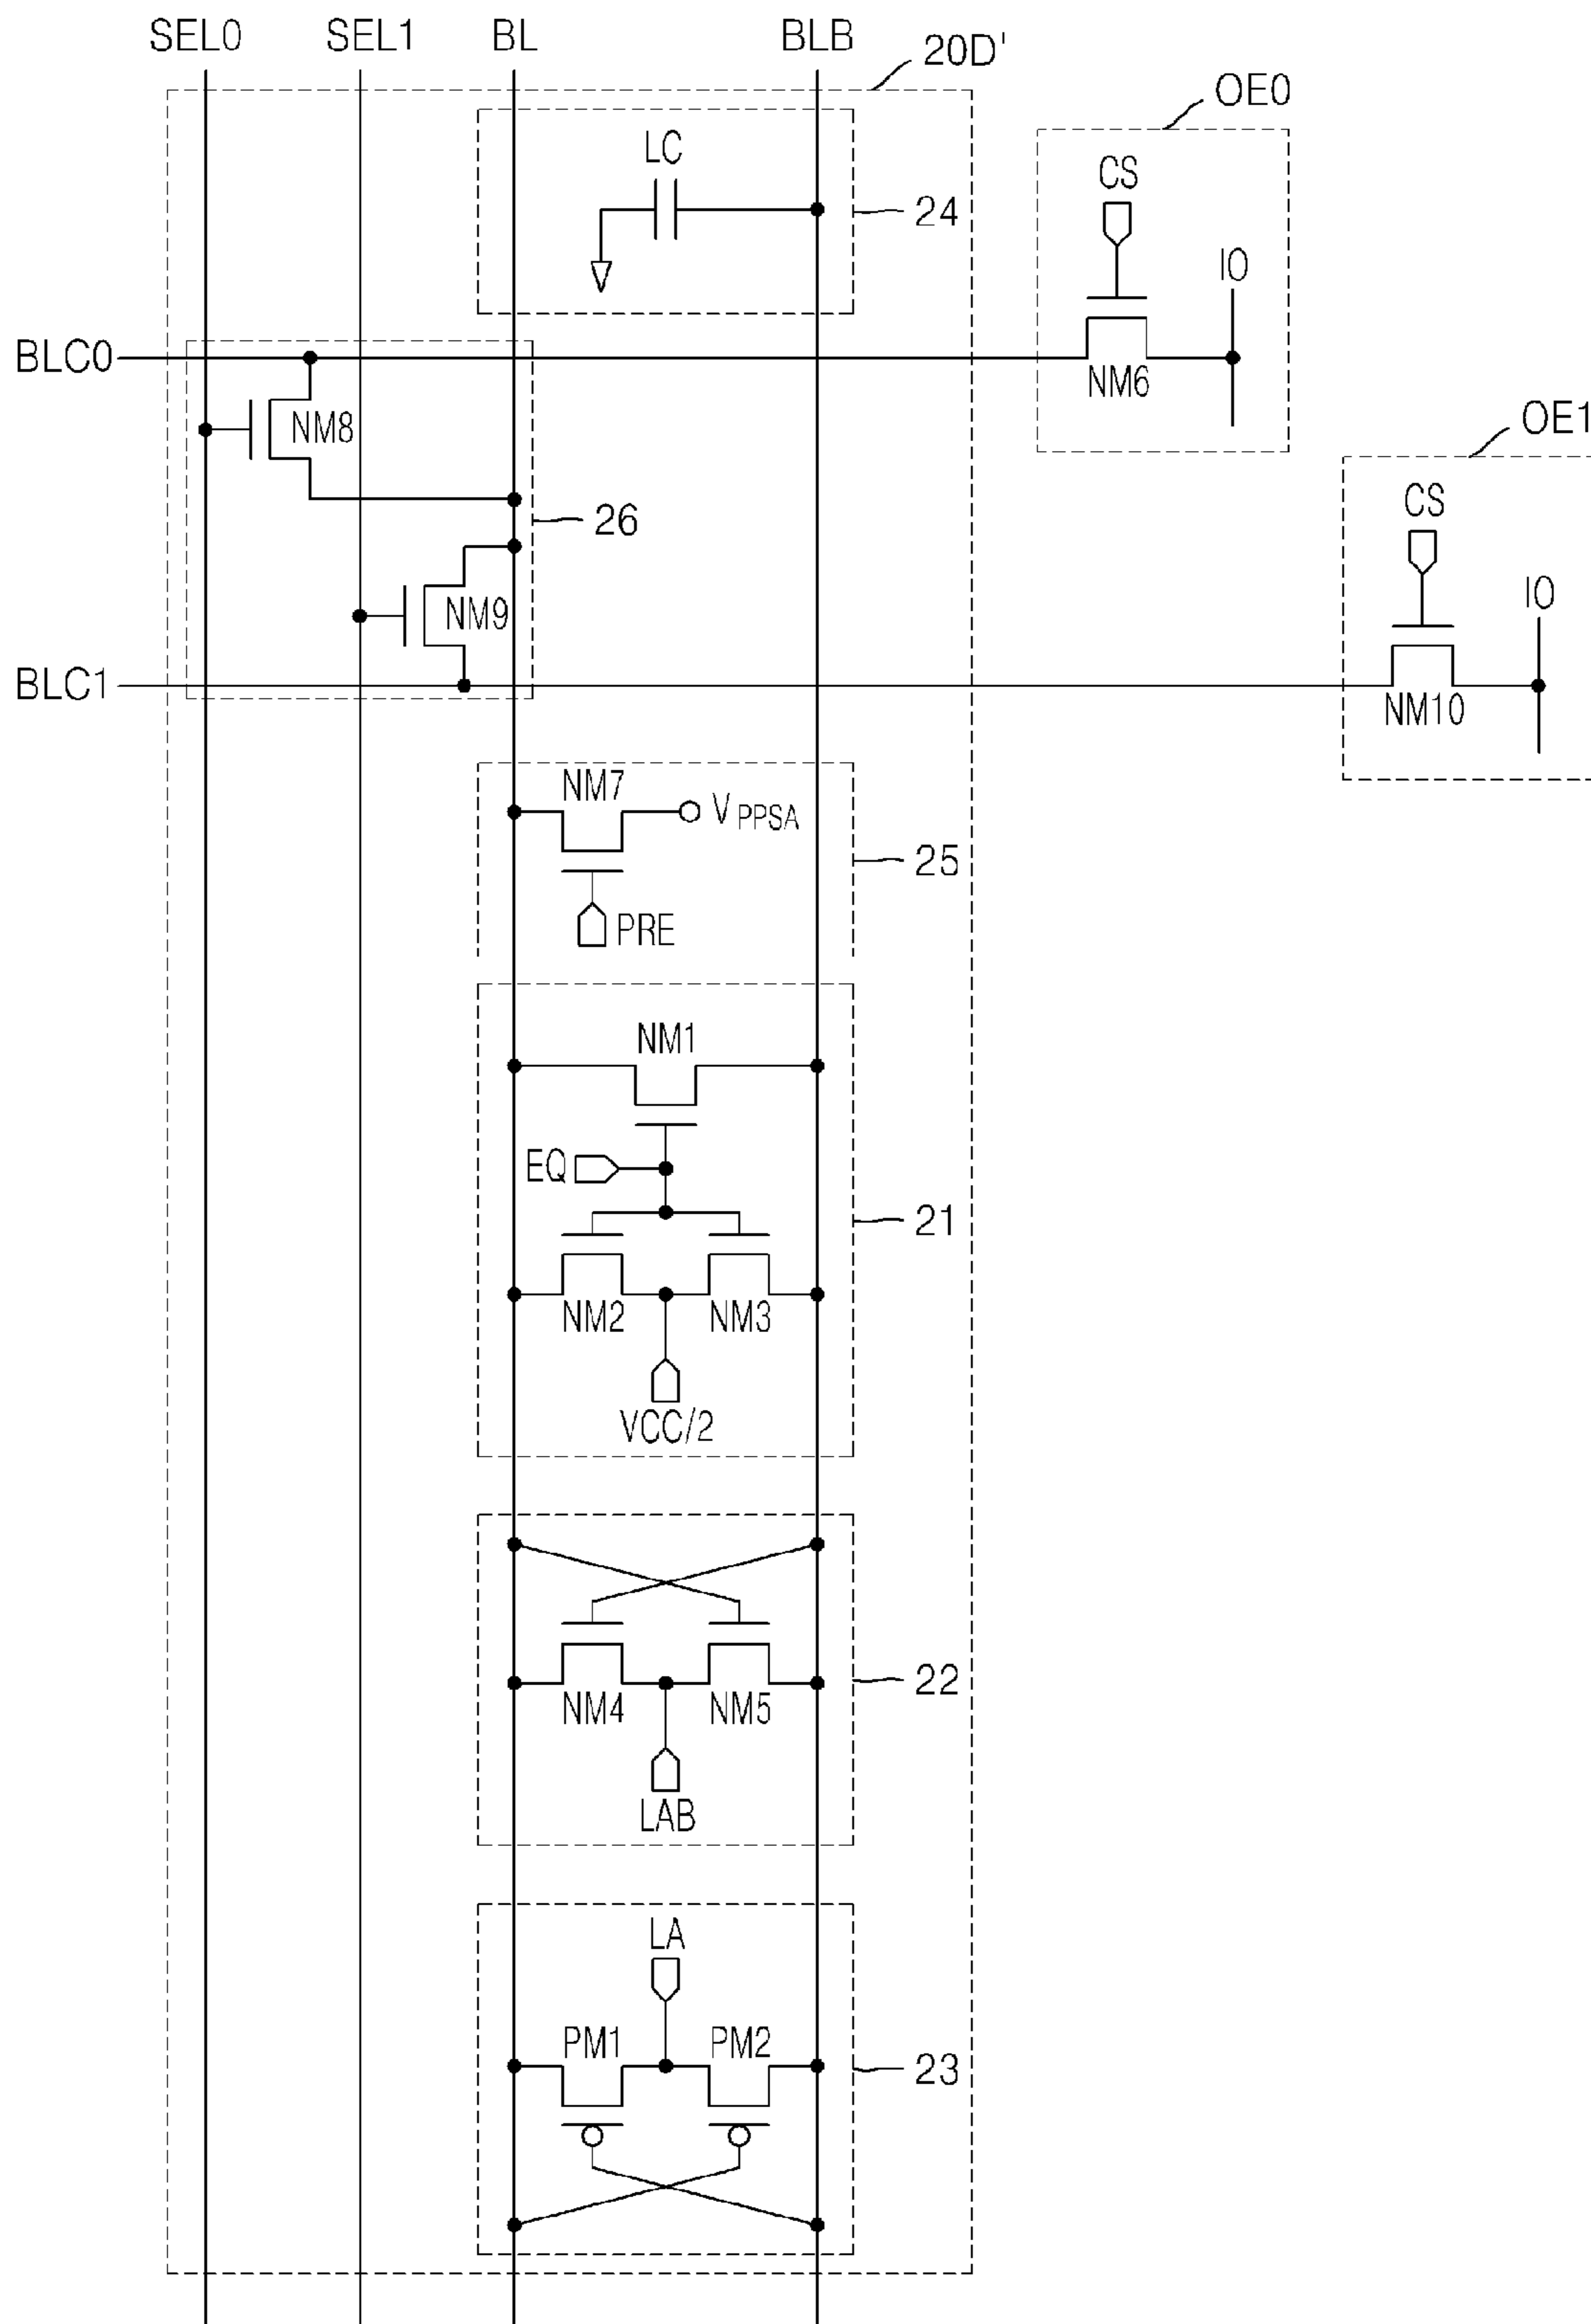 SEL0 SEL1 BL BLB
20D'
OE0
LC
CS
24
IO
BLC0
NM6
NM8
OE1
26
CS
IO
NM9
BLC1
NM10
NM7
VPPSA
25
PRE
NM1
EQ
21
NM2 NM3
VCC/2
22
NM4 NM5
LAB
LA
PM1 PM2
23